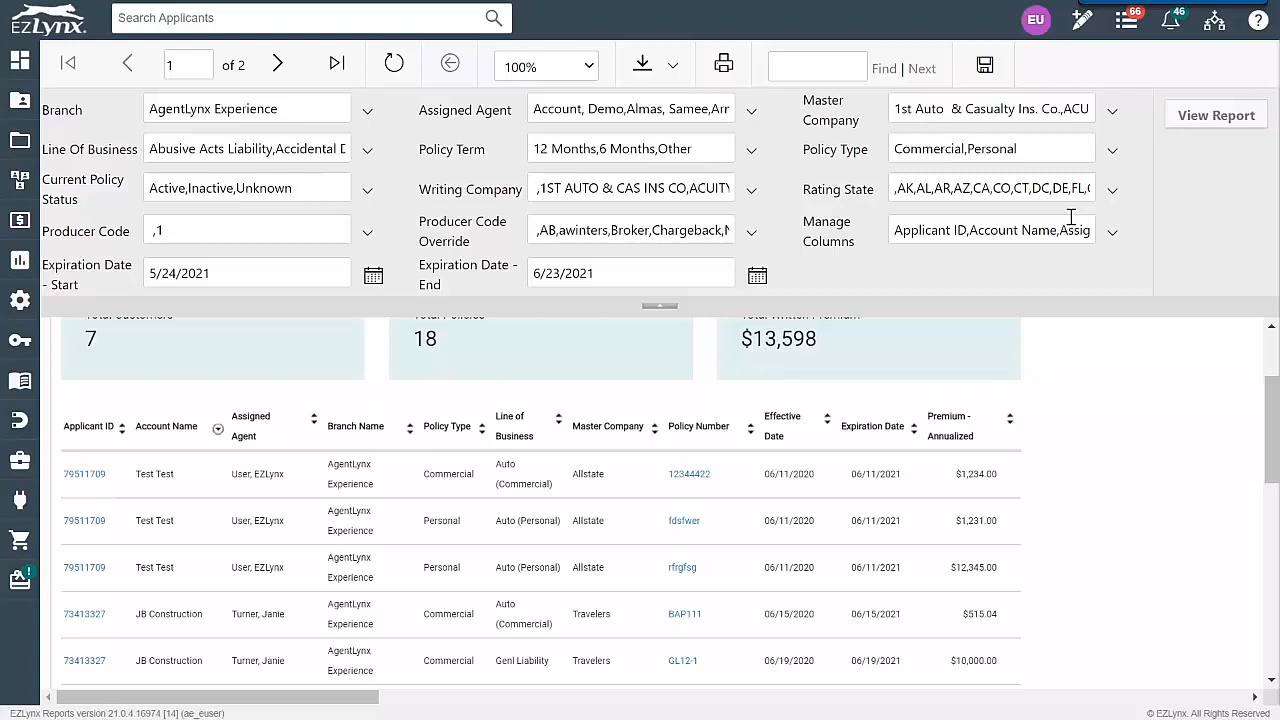 EZLynx.
Search Applicants
EU
66
46
?
1
of 2
100%
Find | Next
Branch
AgentLynx Experience
Assigned Agent
Account, Demo,Almas, Samee,Arr
Master
Company
1st Auto & Casualty Ins. Co.,ACU
View Report
Line Of Business
Abusive Acts Liability,Accidental D
Policy Term
12 Months,6 Months,Other
Policy Type
Commercial,Personal
Current Policy
Status
Active,Inactive,Unknown
Writing Company
,1ST AUTO & CAS INS CO,ACUITY
Rating State
,AK,AL,AR,AZ,CA,CO,CT,DC,DE,FL,
Producer Code
,1
Producer Code
Override
,AB,awinters,Broker,Chargeback,N
Manage
Columns
Applicant ID,Account Name,Assig
Expiration Date
- Start
5/24/2021
Expiration Date -
End
6/23/2021
Total Customers
Total Policies
Total Written Premium
7
18
$13,598
Applicant ID
Account Name
Assigned
Agent
Branch Name
Policy Type
Line of
Business
Master Company
Policy Number
Effective
Date
Expiration Date
Premium -
Annualized
79511709
Test Test
User, EZLynx
AgentLynx
Experience
Commercial
Auto
(Commercial)
Allstate
12344422
06/11/2020
06/11/2021
$1,234.00
79511709
Test Test
User, EZLynx
AgentLynx
Experience
Personal
Auto (Personal)
Allstate
fdsfwer
06/11/2020
06/11/2021
$1,231.00
79511709
Test Test
User, EZLynx
AgentLynx
Experience
Personal
Auto (Personal)
Allstate
rfrgfsg
06/11/2020
06/11/2021
$12,345.00
73413327
JB Construction
Turner, Janie
AgentLynx
Experience
Commercial
Auto
(Commercial)
Travelers
BAP111
06/15/2020
06/15/2021
$515.04
73413327
JB Construction
Turner, Janie
AgentLynx
Experience
Commercial
Genl Liability
Travelers
GL12-1
06/19/2020
06/19/2021
$10,000.00
EZLynx Reports version 21.0.4.16974 [14] (ae_euser)
© EZLynx. All Rights Reserved